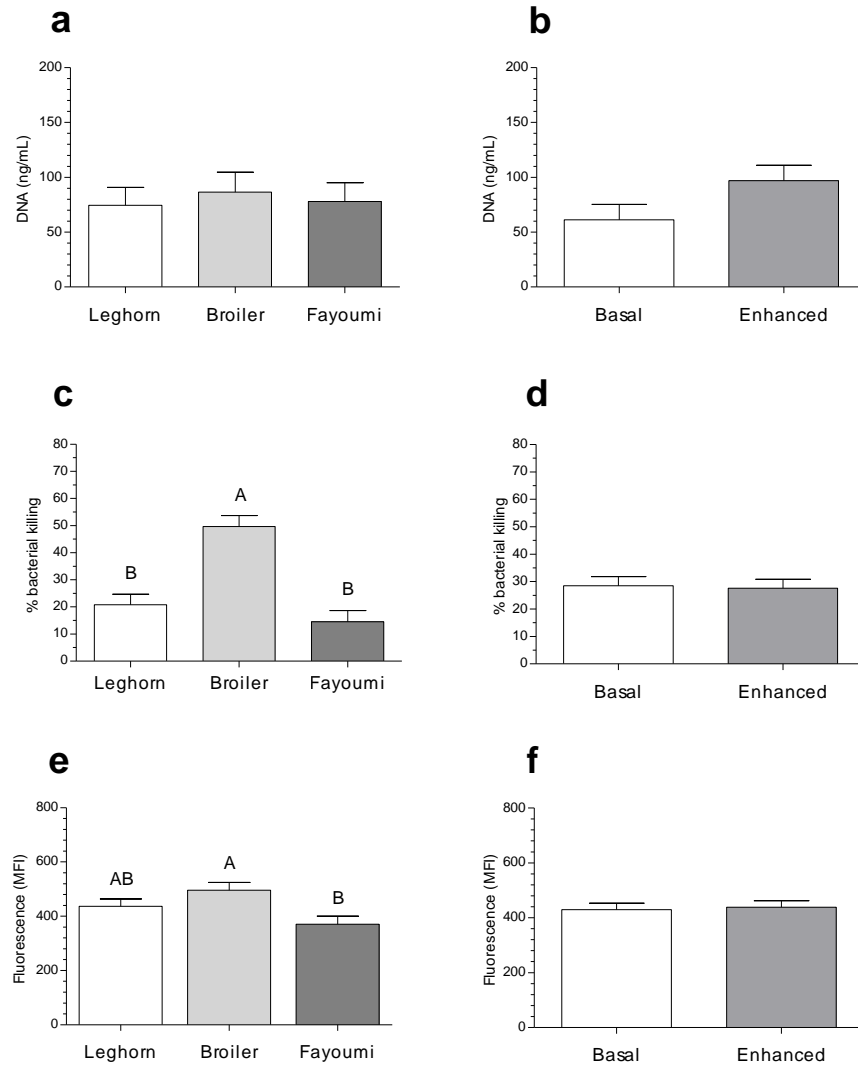 a
200
150
100
50
0
DNA (ng/mL)
Leghorn Broiler Fayoumi
b
200
150
100
50
0
DNA (ng/mL)
Basal Enhanced
c
80
70
60
50
40
30
20
10
0
% bacterial killing
B A B
Leghorn Broiler Fayoumi
d
80
70
60
50
40
30
20
10
0
% bacterial killing
Basal Enhanced
e
800
600
400
200
0
Fluorescence (MFI)
AB A B
Leghorn Broiler Fayoumi
f
800
600
400
200
0
Fluorescence (MFI)
Basal Enhanced